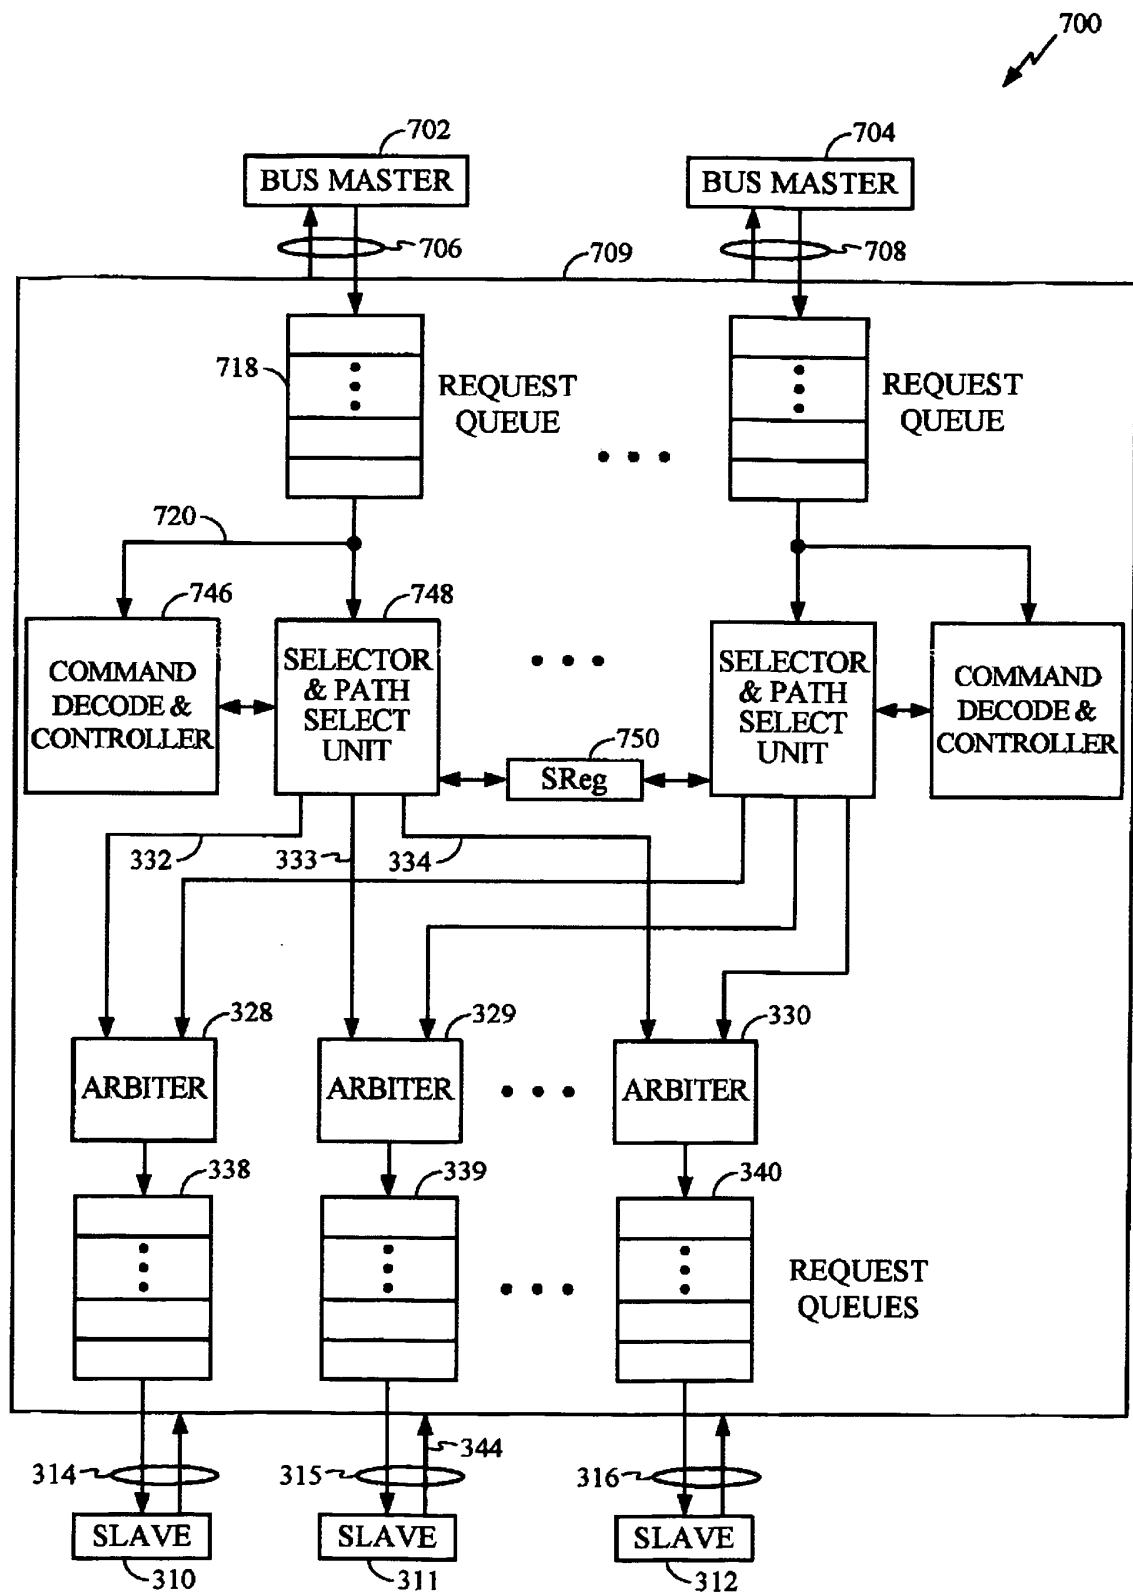 700
702
704
BUS MASTER
BUS MASTER
706
709
708
718
REQUEST
QUEUE
REQUEST
QUEUE
720
746
748
COMMAND
DECODE &
CONTROLLER
SELECTOR
& PATH
SELECT
UNIT
750
SReg
SELECTOR
& PATH
SELECT
UNIT
COMMAND
DECODE &
CONTROLLER
332
333
334
328
329
330
ARBITER
ARBITER
ARBITER
338
339
340
REQUEST
QUEUES
314
315
344
316
SLAVE
SLAVE
SLAVE
310
311
312